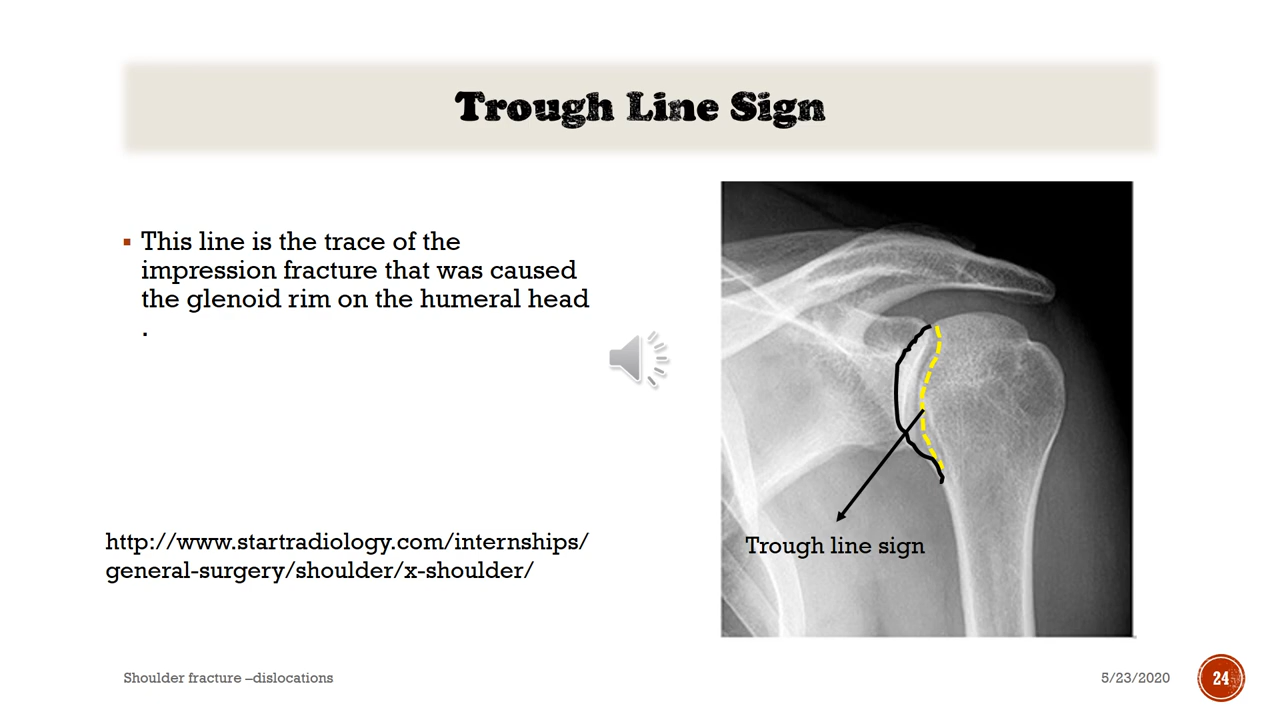 Trough Line Sign
This line is the trace of the
impression fracture that was caused
the glenoid rim on the humeral head
.
http://www.startradiology.com/internships/
general-surgery/shoulder/x-shoulder/
Trough line sign
Shoulder fracture –dislocations
5/23/2020
24